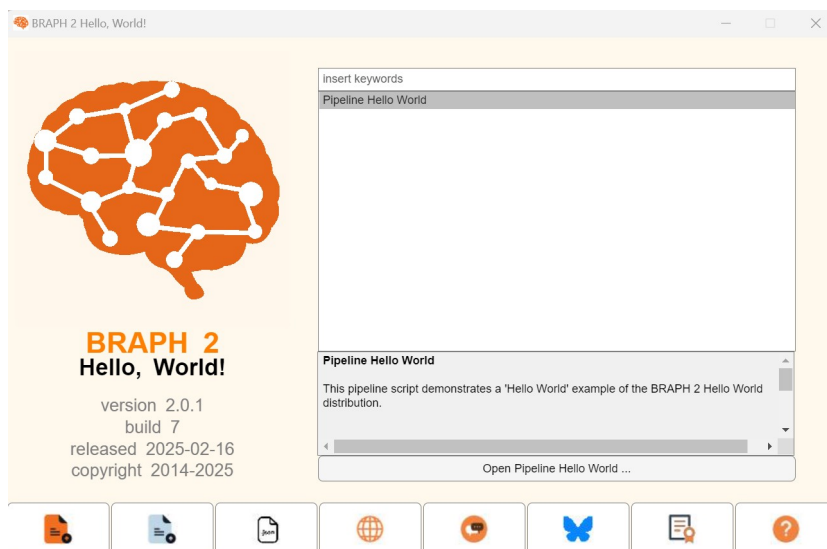 BRAPH 2 Hello, World!
insert keywords
Pipeline Hello World
BRAPH 2
Hello, World!
version 2.0.1
build 7
released 2025-02-16
copyright 2014-2025
Pipeline Hello World
This pipeline script demonstrates a 'Hello World' example of the BRAPH 2 Hello World
distribution.
Open Pipeline Hello World ...
json
?